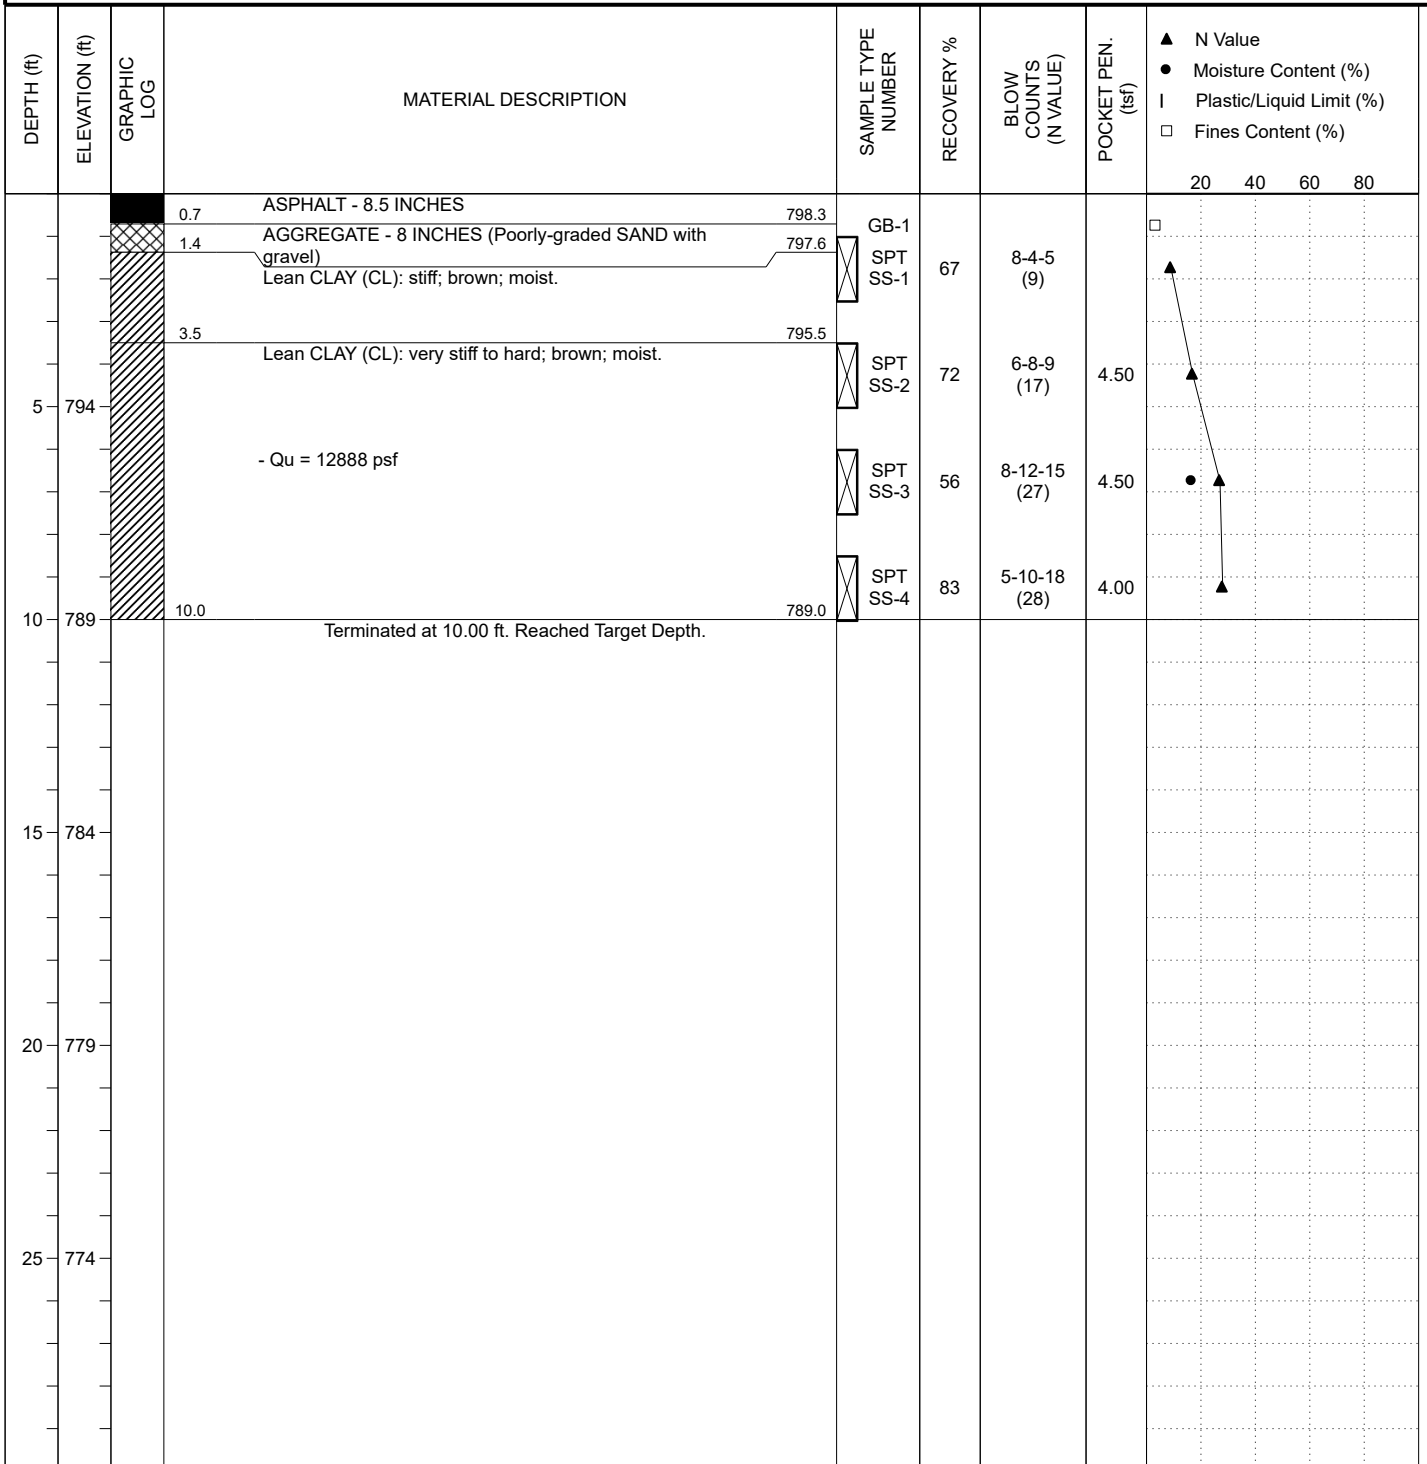 DEPTH (ft)
ELEVATION (ft)
GRAPHIC
LOG
MATERIAL DESCRIPTION
SAMPLE TYPE
NUMBER
RECOVERY %
BLOW
COUNTS
(N VALUE)
POCKET PEN.
(tsf)
▲ N Value
● Moisture Content (%)
| Plastic/Liquid Limit (%)
□ Fines Content (%)
20 40 60 80
0.7 ASPHALT - 8.5 INCHES 798.3
GB-1
1.4 AGGREGATE - 8 INCHES (Poorly-graded SAND with 797.6
gravel)
Lean CLAY (CL): stiff; brown; moist.
SPT
SS-1
67
8-4-5
(9)
3.5 795.5
Lean CLAY (CL): very stiff to hard; brown; moist.
SPT
SS-2
72
6-8-9
(17)
4.50
5 794
- Qu = 12888 psf
SPT
SS-3
56
8-12-15
(27)
4.50
SPT
SS-4
83
5-10-18
(28)
4.00
10.0 789.0
10 789
Terminated at 10.00 ft. Reached Target Depth.
15 784
20 779
25 774